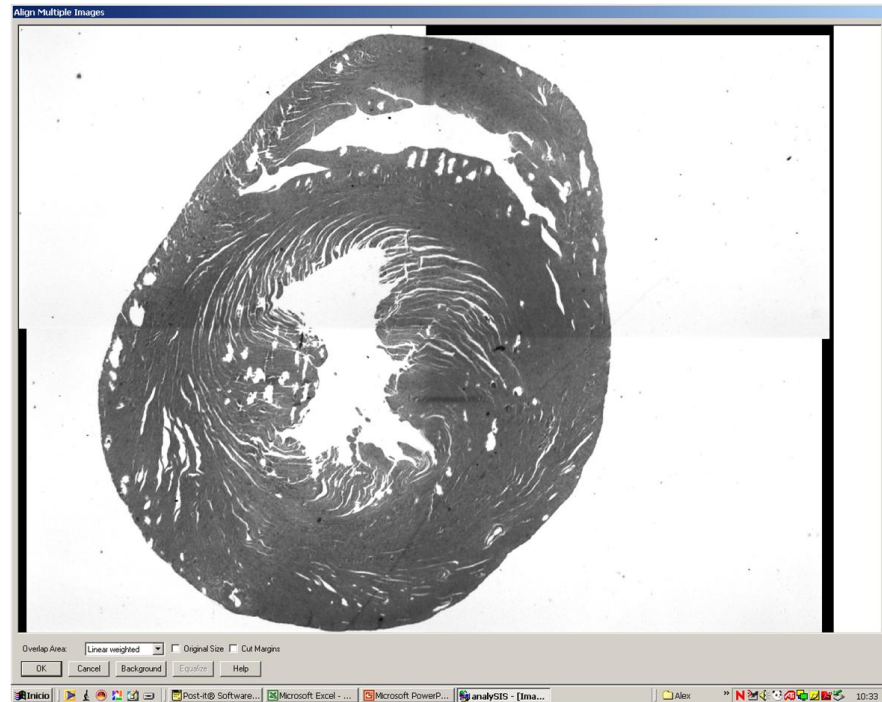 Align Multiple Images
Overlap Area: Linear weighted Original Size Cut Margins
OK Cancel Background Equalize Help
Inicio Post-it® Software... Microsoft Excel - ... Microsoft PowerP... analySIS - [Ima... Alex » 10:33